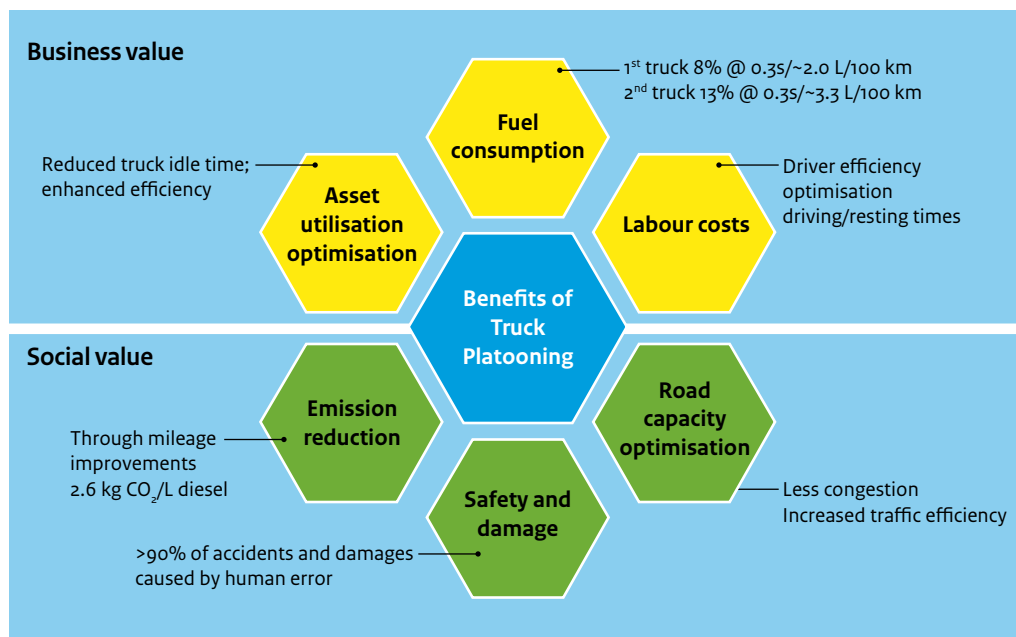 Business value
1st truck 8% @ 0.3s/~2.0 L/100 km
2nd truck 13% @ 0.3s/~3.3 L/100 km
Fuel
consumption
Reduced truck idle time;
enhanced efficiency
Asset
utilisation
optimisation
Driver efficiency
optimisation
driving/resting times
Labour costs
Benefits of
Truck
Platooning
Social value
Emission
reduction
Through mileage
improvements
2.6 kg CO₂/L diesel
Road
capacity
optimisation
Less congestion
Increased traffic efficiency
Safety and
damage
>90% of accidents and damages
caused by human error